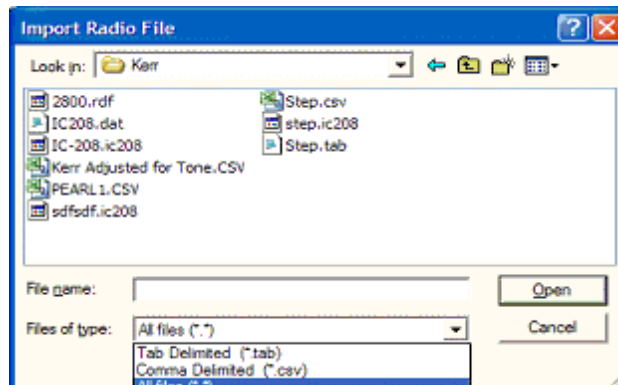 Import Radio File
Look in: Kerr
2800.rdf
IC208.dat
IC-208.ic208
Kerr Adjusted for Tone.CSV
PEARL1.CSV
sdfsdf.ic208
Step.csv
step.ic208
Step.tab
File name:
Open
Files of type: All files (*.*)
Cancel
Tab Delimited (*.tab)
Comma Delimited (*.csv)
All files (*.*)